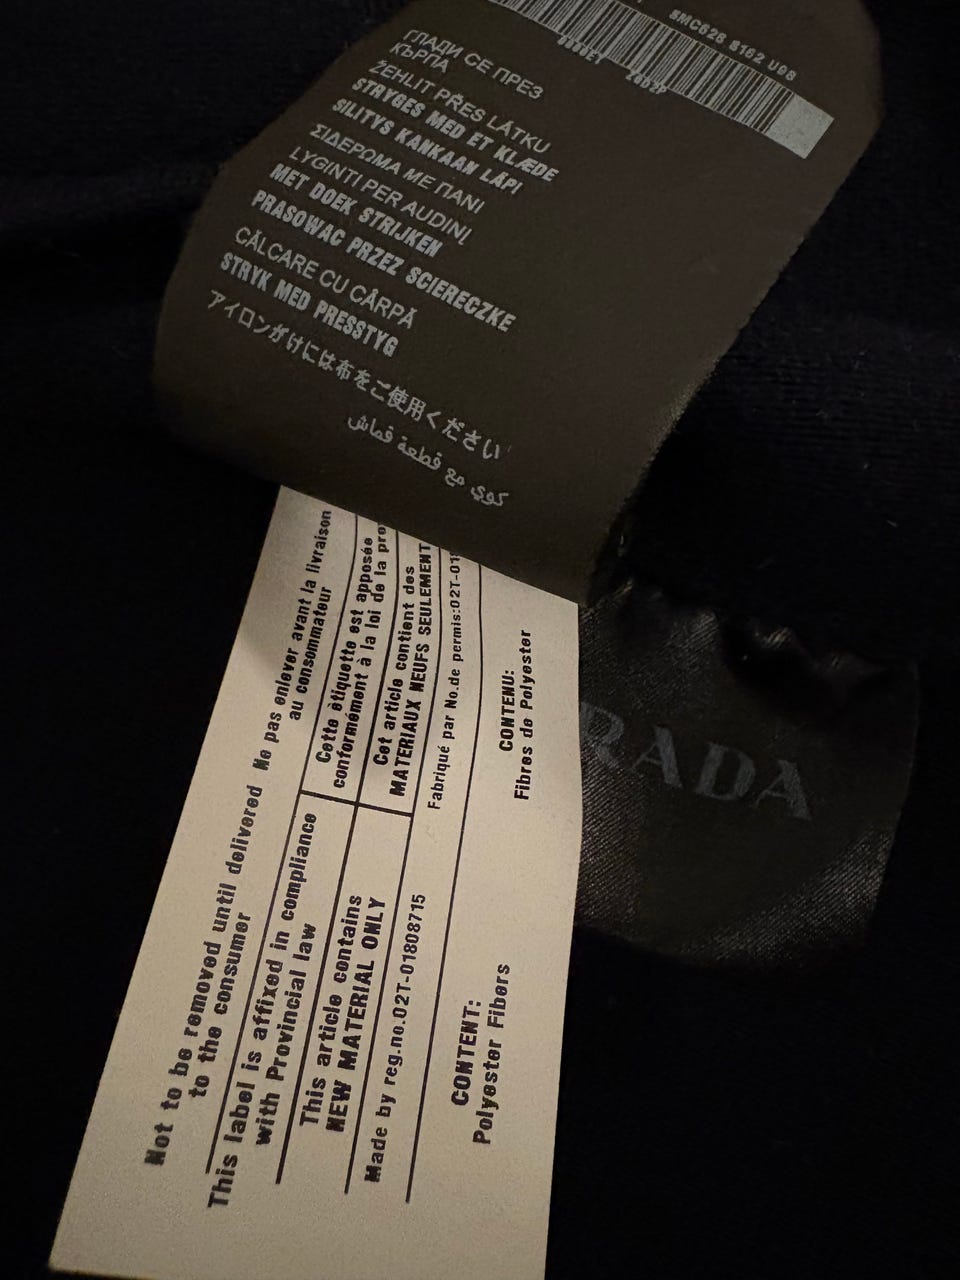 SMC628 S162 U98
ГЛАДИ СЕ ПРЕЗ
КЪРПА
ŽEHLIT PŘES LÁTKU
STRYGES MED ET KLÆDE
SILITYS KANKAAN LÄPI
ΣΙΔΕΡΩΜΑ ΜΕ ΠΑΝΙ
LYGINTI PER AUDINĮ
MET DOEK STRIJKEN
PRASOWAC PRZEZ SCIERECZKE
CĂLCARE CU CÂRPĂ
STRYK MED PRESSTYG
アイロンがけには布をご使用ください
كوي مع قطعة قماش
RADA
Not to be removed until delivered
to the consumer
Ne pas enlever avant la livraison
au consommateur
This label is affixed in compliance
with Provincial law
Cette ètiquette est apposée
conformément à la loi de la pro
This article contains
NEW MATERIAL ONLY
Cet article contient des
MATERIAUX NEUFS SEULEMENT
Made by reg.no.02T-01808715
Fabriqué par No.de permis:02T-01
CONTENT:
Polyester Fibers
CONTENU:
Fibres de Polyester